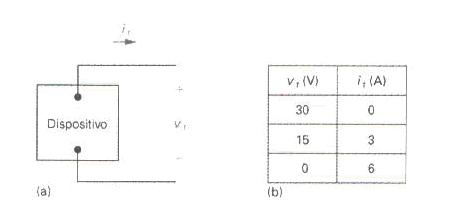 i_t
+
Dispositivo
v_t
−
(a)
v_t (V) i_t (A)
30 0
15 3
0 6
(b)